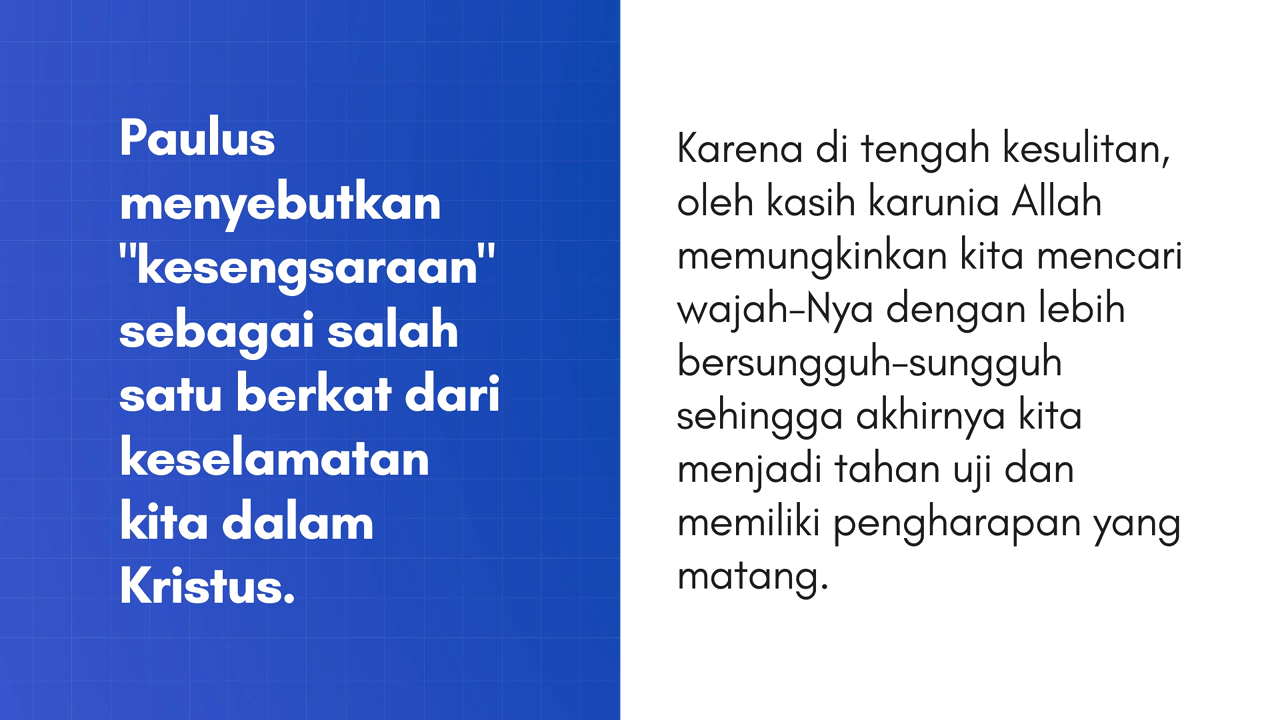 Paulus
menyebutkan
"kesengsaraan"
sebagai salah
satu berkat dari
keselamatan
kita dalam
Kristus.
Karena di tengah kesulitan,
oleh kasih karunia Allah
memungkinkan kita mencari
wajah-Nya dengan lebih
bersungguh-sungguh
sehingga akhirnya kita
menjadi tahan uji dan
memiliki pengharapan yang
matang.